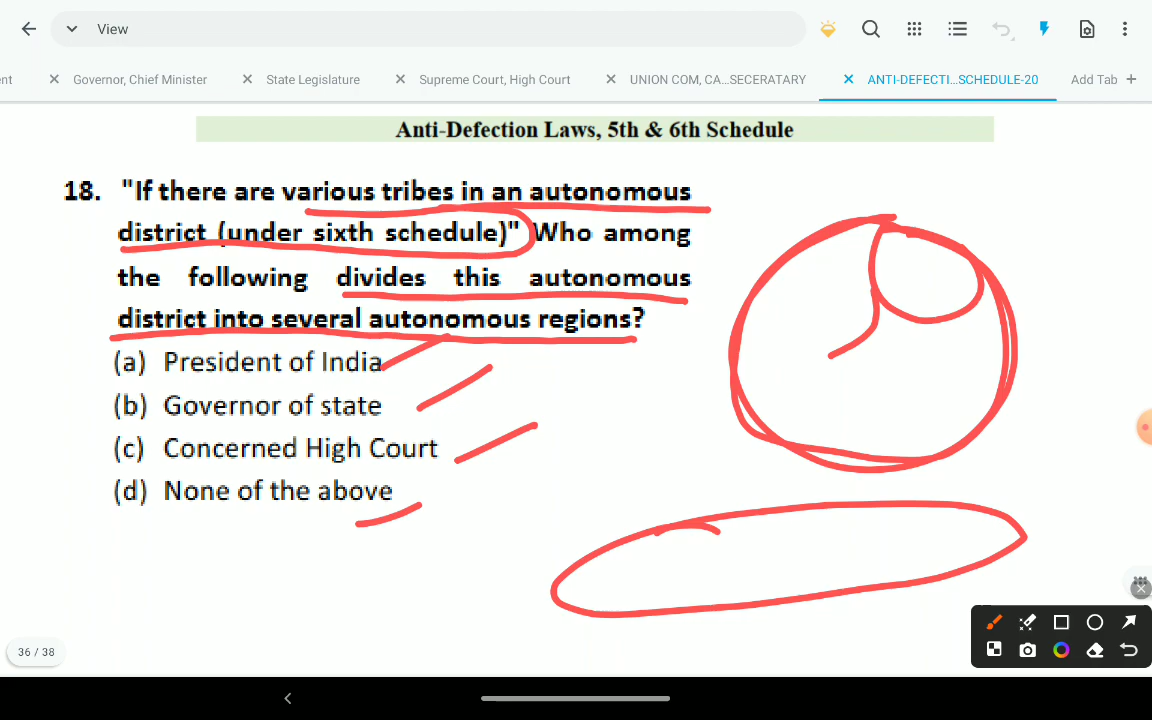 View
nt
Governor, Chief Minister
State Legislature
Supreme Court, High Court
UNION COM, CA...SECERATARY
ANTI-DEFECTI...SCHEDULE-20
Add Tab +
Anti-Defection Laws, 5th & 6th Schedule
18. "If there are various tribes in an autonomous
district (under sixth schedule)" Who among
the following divides this autonomous
district into several autonomous regions?
(a) President of India
(b) Governor of state
(c) Concerned High Court
(d) None of the above
36 / 38